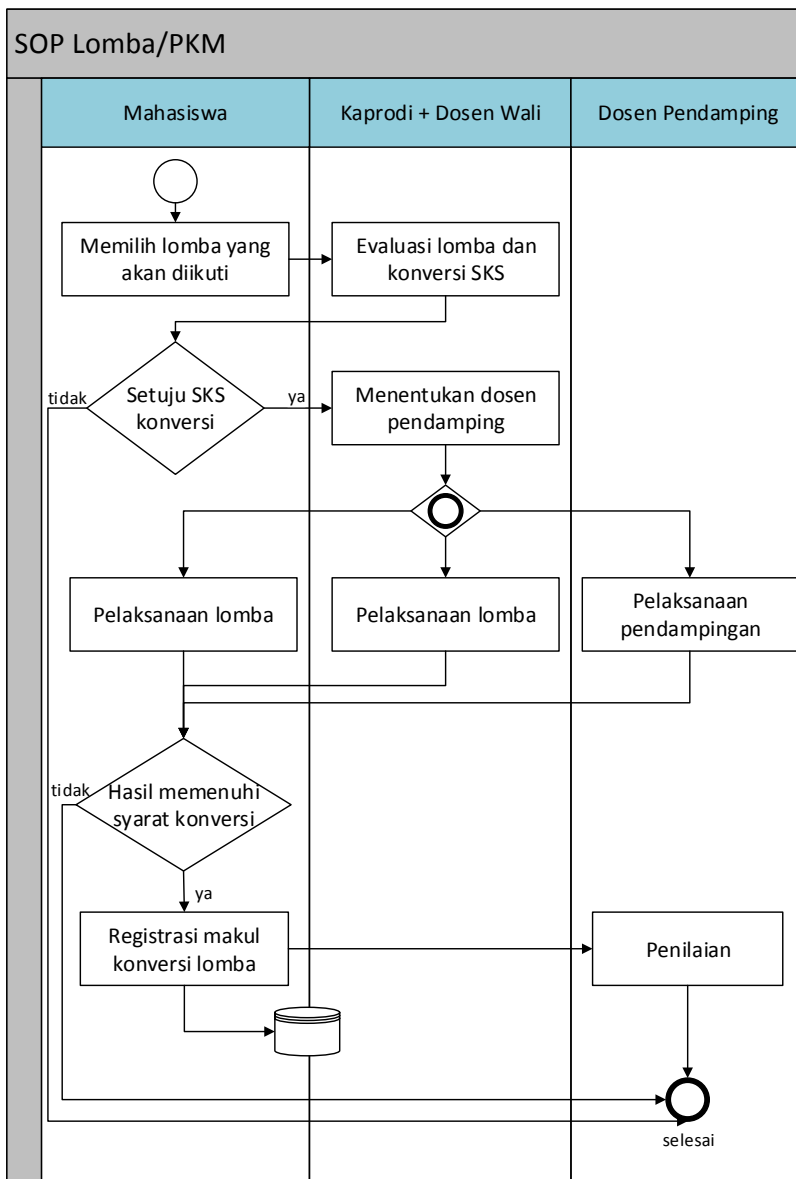 SOP Lomba/PKM
Mahasiswa
Kaprodi + Dosen Wali
Dosen Pendamping
Memilih lomba yang
akan diikuti
Evaluasi lomba dan
konversi SKS
tidak
Setuju SKS
konversi
ya
Menentukan dosen
pendamping
Pelaksanaan lomba
Pelaksanaan lomba
Pelaksanaan
pendampingan
tidak
Hasil memenuhi
syarat konversi
ya
Registrasi makul
konversi lomba
Penilaian
selesai